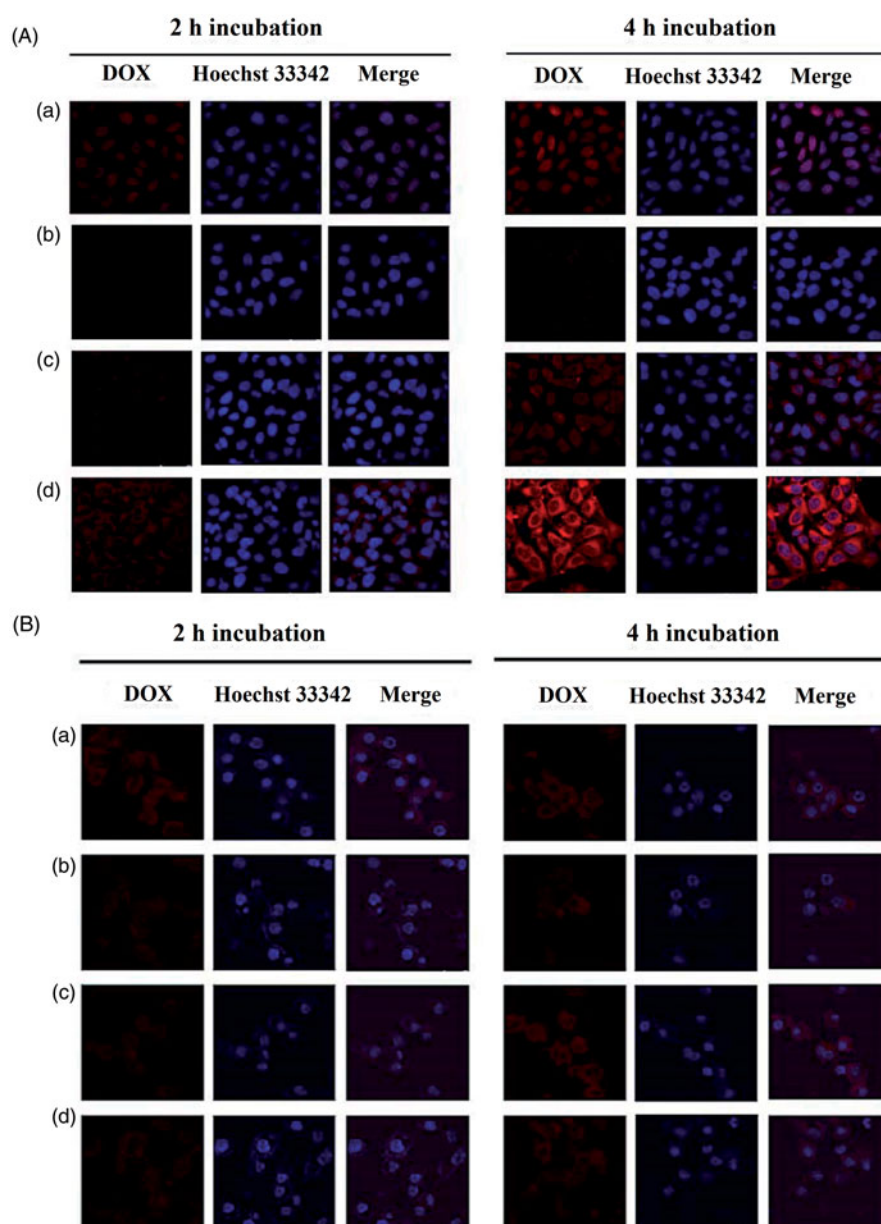 (A)
2 h incubation
4 h incubation
DOX Hoechst 33342 Merge
DOX Hoechst 33342 Merge
(a)
(b)
(c)
(d)
(B)
2 h incubation
4 h incubation
DOX Hoechst 33342 Merge
DOX Hoechst 33342 Merge
(a)
(b)
(c)
(d)